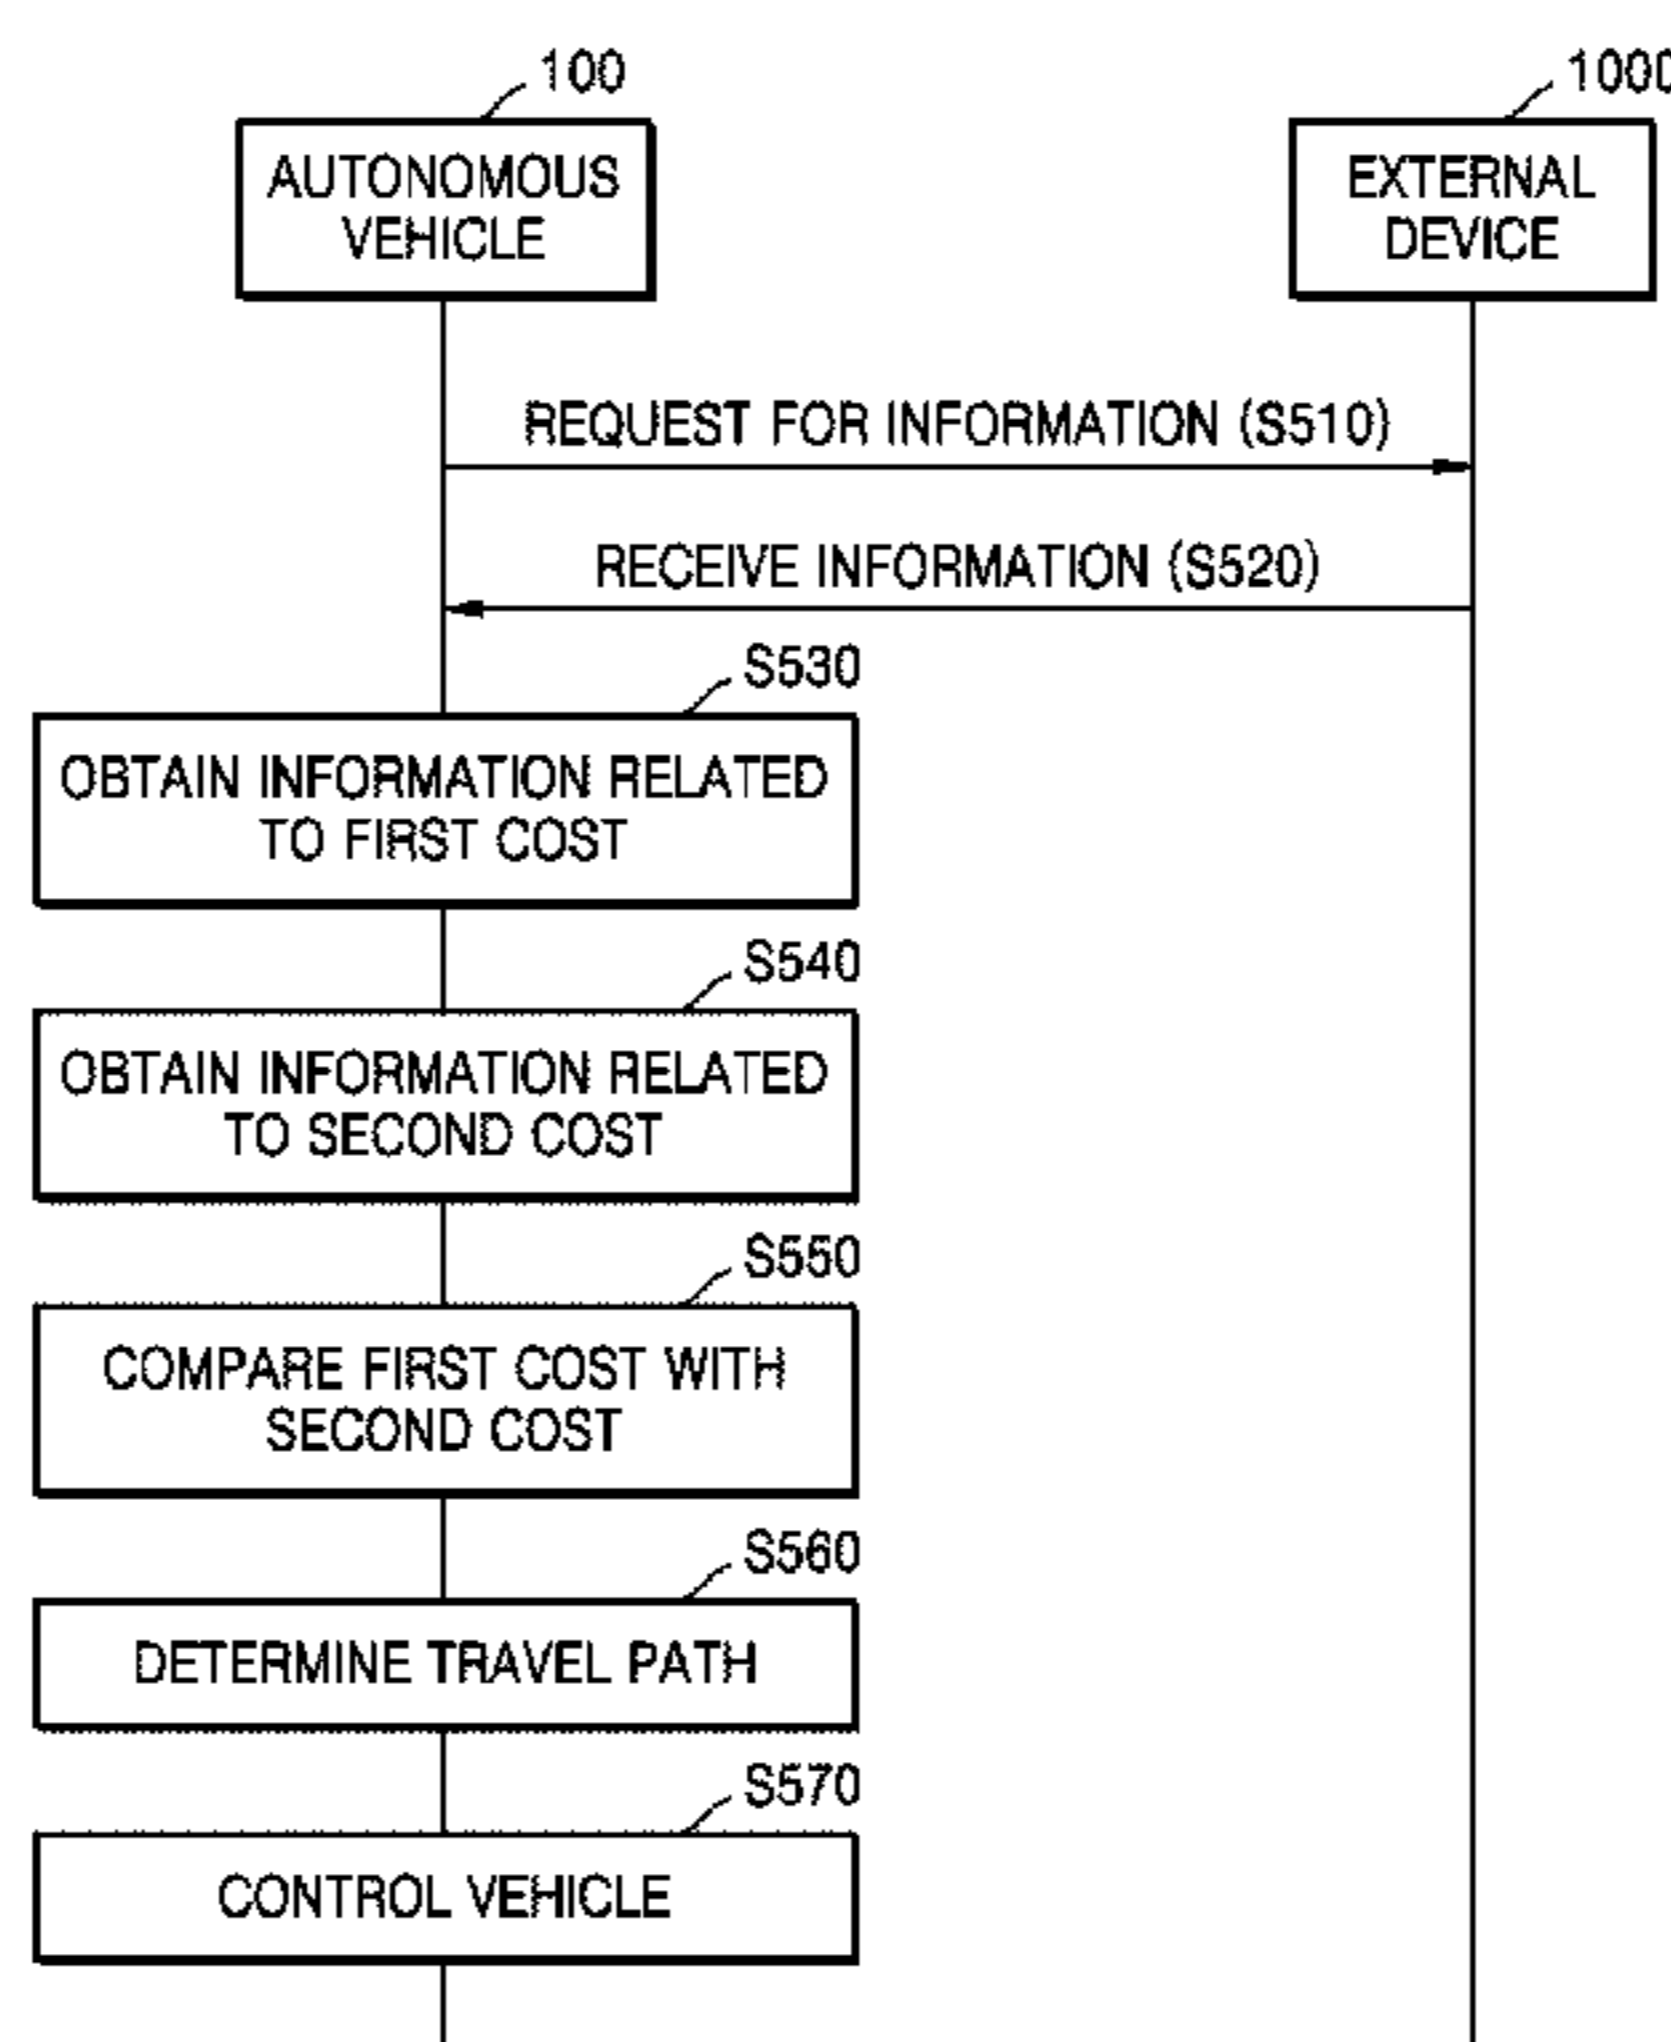 100
AUTONOMOUS
VEHICLE
1000
EXTERNAL
DEVICE
REQUEST FOR INFORMATION (S510)
RECEIVE INFORMATION (S520)
S530
OBTAIN INFORMATION RELATED
TO FIRST COST
S540
OBTAIN INFORMATION RELATED
TO SECOND COST
S550
COMPARE FIRST COST WITH
SECOND COST
S560
DETERMINE TRAVEL PATH
S570
CONTROL VEHICLE